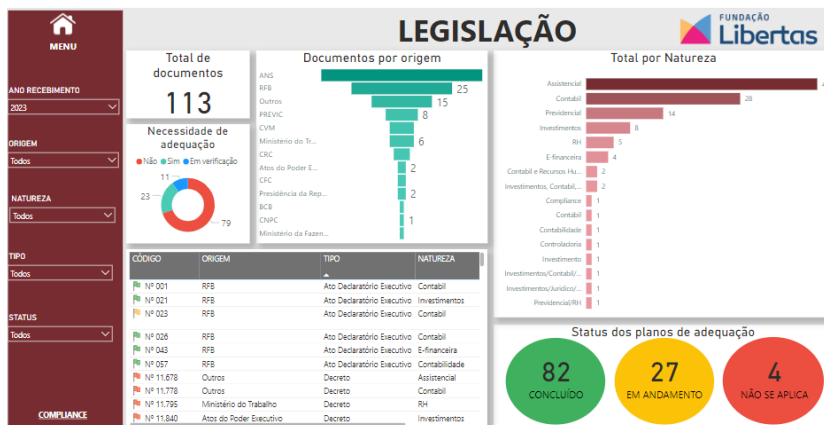 MENU
ANO RECEBIMENTO
2023
ORIGEM
Todos
NATUREZA
Todos
TIPO
Todos
STATUS
Todos
COMPLIANCE
LEGISLAÇÃO
FUNDAÇÃO
Libertas
Total de
documentos
113
Necessidade de
adequação
Não Sim Em verificação
11
23
79
Documentos por origem
ANS
RFB 25
Outros 15
PREVIC 8
CVM
Ministério do Tr... 6
CRC
Atos do Poder E... 2
CFC
Presidência da Rep... 2
BCB
CNPC 1
Ministério da Fazen...
Total por Natureza
Assistencial
Contabil 28
Previdencial 14
Investimentos 8
RH 5
E-financeira 4
Contabil e Recursos Hu... 2
Investimentos, Contabil,... 2
Compliance 1
Contábil 1
Contabilidade 1
Controladoria 1
Investimento 1
Investimentos/Contabil/... 1
Investimentos/Jurídico/... 1
Previdencial/RH 1
CÓDIGO ORIGEM TIPO NATUREZA
Nº 001 RFB Ato Declaratório Executivo Contabil
Nº 021 RFB Ato Declaratório Executivo Investimentos
Nº 023 RFB Ato Declaratório Executivo Contabil
Nº 026 RFB Ato Declaratório Executivo Contabil
Nº 043 RFB Ato Declaratório Executivo E-financeira
Nº 057 RFB Ato Declaratório Executivo Contabilidade
Nº 11.678 Outros Decreto Assistencial
Nº 11.778 Outros Decreto Contabil
Nº 11.795 Ministério do Trabalho Decreto RH
Nº 11.840 Atos do Poder Executivo Decreto Investimentos
Status dos planos de adequação
82
CONCLUÍDO
27
EM ANDAMENTO
4
NÃO SE APLICA